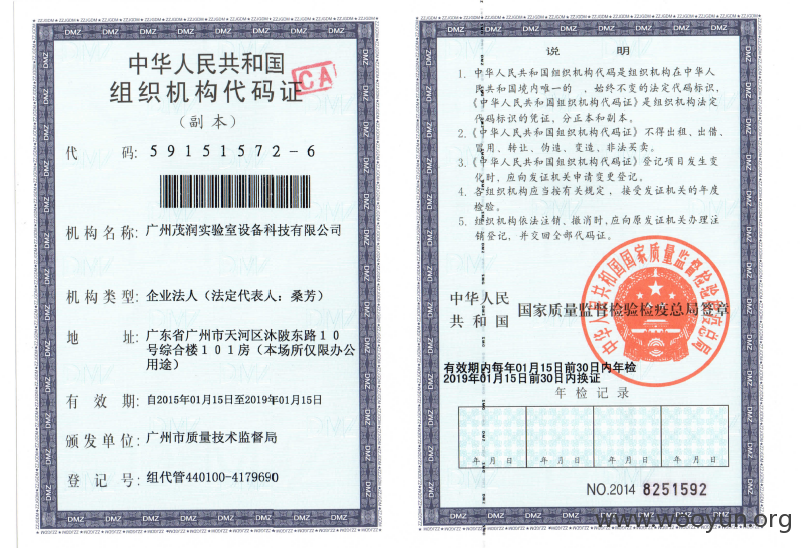 中华人民共和国
组织机构代码证
CA
（副本）
代 码: 59151572-6
机构名称: 广州茂润实验室设备科技有限公司
机构类型: 企业法人（法定代表人：桑芳）
地 址: 广东省广州市天河区沐陂东路10
号综合楼101房（本场所仅限办公
用途）
有 效 期: 自2015年01月15日至2019年01月15日
颁发单位: 广州市质量技术监督局
登 记 号: 组代管440100-4179690
说 明
1. 中华人民共和国组织机构代码是组织机构在中华人
民共和国境内唯一的、始终不变的法定代码标识，
《中华人民共和国组织机构代码证》是组织机构法定
代码标识的凭证，分正本和副本。
2.《中华人民共和国组织机构代码证》不得出租、出借、
冒用、转让、伪造、变造、非法买卖。
3.《中华人民共和国组织机构代码证》登记项目发生变
化时，应向发证机关申请变更登记。
4. 各组织机构应当按有关规定，接受发证机关的年度
检验。
5. 组织机构依法注销、撤消时，应向原发证机关办理注
销登记，并交回全部代码证。
中华人民
共 和 国 国家质量监督检验检疫总局签章
中华人民共和国国家质量监督检验检疫总局
有效期内每年01月15日前30日内年检
2019年01月15日前30日内换证
年检记录
年 月 日 年 月 日 年 月 日 年 月 日
NO.2014 8251592
www.wooyun.org